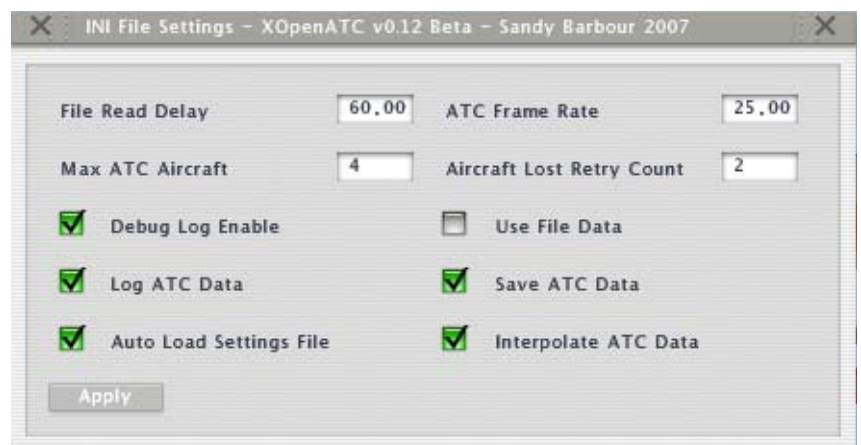 INI File Settings – XOpenATC v0.12 Beta – Sandy Barbour 2007
File Read Delay 60.00 ATC Frame Rate 25.00
Max ATC Aircraft 4 Aircraft Lost Retry Count 2
Debug Log Enable Use File Data
Log ATC Data Save ATC Data
Auto Load Settings File Interpolate ATC Data
Apply